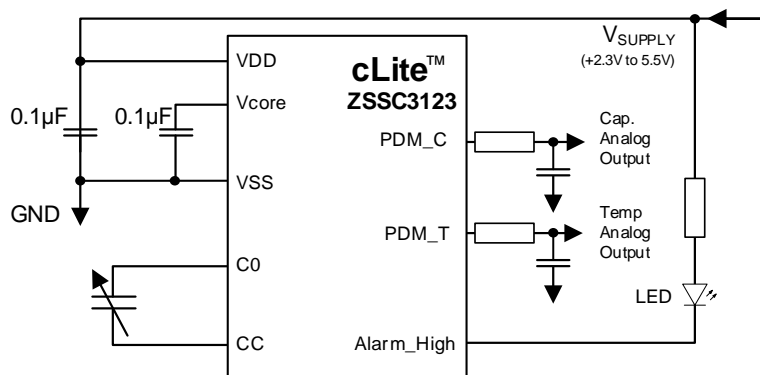 VSUPPLY
(+2.3V to 5.5V)
cLite™
ZSSC3123
VDD
Vcore
0.1µF
0.1µF
VSS
GND
C0
CC
PDM_C
Cap.
Analog
Output
PDM_T
Temp
Analog
Output
LED
Alarm_High